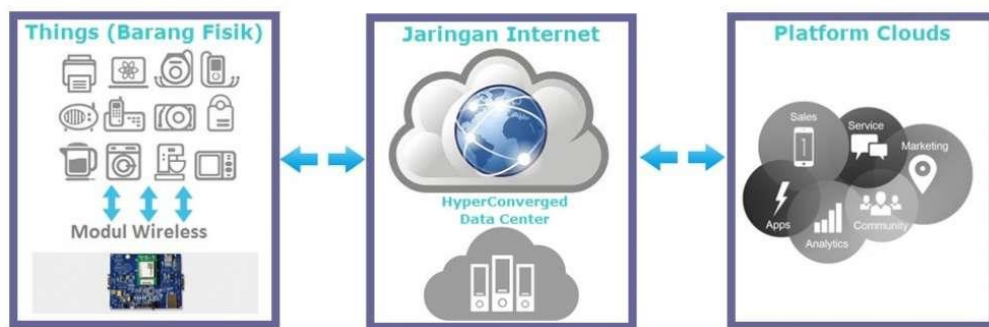 Things (Barang Fisik)
Modul Wireless
Jaringan Internet
HyperConverged
Data Center
Platform Clouds
Sales
Service
Marketing
Apps
Analytics
Community